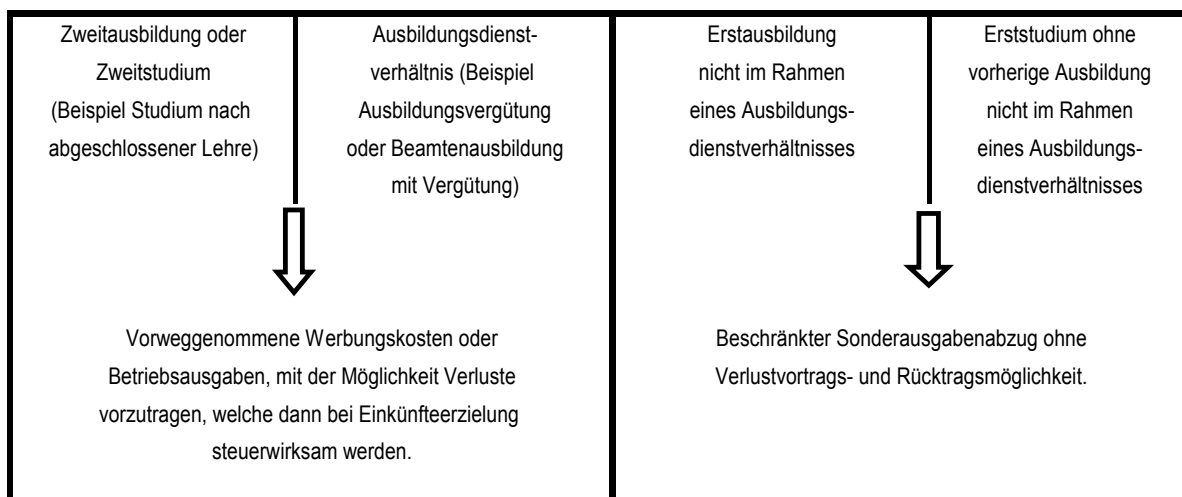 Zweitausbildung oder
Zweitstudium
(Beispiel Studium nach
abgeschlossener Lehre)
Ausbildungsdienst-
verhältnis (Beispiel
Ausbildungsvergütung
oder Beamtenausbildung
mit Vergütung)
Vorweggenommene Werbungskosten oder
Betriebsausgaben, mit der Möglichkeit Verluste
vorzutragen, welche dann bei Einkünfteerzielung
steuerwirksam werden.
Erstausbildung
nicht im Rahmen
eines Ausbildungs-
dienstverhältnisses
Erststudium ohne
vorherige Ausbildung
nicht im Rahmen
eines Ausbildungs-
dienstverhältnisses
Beschränkter Sonderausgabenabzug ohne
Verlustvortrags- und Rücktragsmöglichkeit.